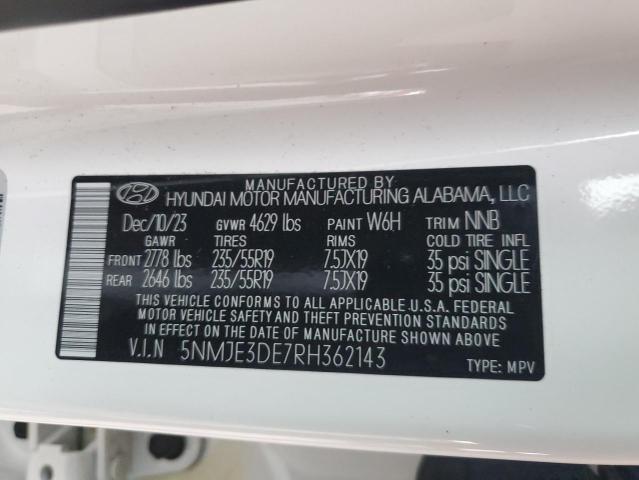 MANUFACTURED BY
HYUNDAI MOTOR MANUFACTURING ALABAMA, LLC
Dec/10/23 GVWR 4629 lbs PAINT W6H TRIM NNB
GAWR TIRES RIMS COLD TIRE INFL
FRONT 2778 lbs 235/55R19 7.5JX19 35 psi SINGLE
REAR 2646 lbs 235/55R19 7.5JX19 35 psi SINGLE
THIS VEHICLE CONFORMS TO ALL APPLICABLE U.S.A. FEDERAL
MOTOR VEHICLE SAFETY AND THEFT PREVENTION STANDARDS
IN EFFECT ON THE DATE OF MANUFACTURE SHOWN ABOVE
V.I.N 5NMJE3DE7RH362143
TYPE: MPV